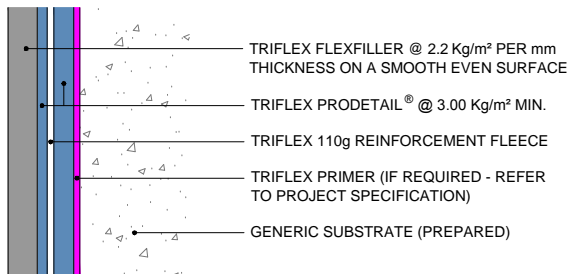 TRIFLEX FLEXFILLER @ 2.2 Kg/m² PER mm
THICKNESS ON A SMOOTH EVEN SURFACE
TRIFLEX PRODETAIL® @ 3.00 Kg/m² MIN.
TRIFLEX 110g REINFORCEMENT FLEECE
TRIFLEX PRIMER (IF REQUIRED - REFER
TO PROJECT SPECIFICATION)
GENERIC SUBSTRATE (PREPARED)